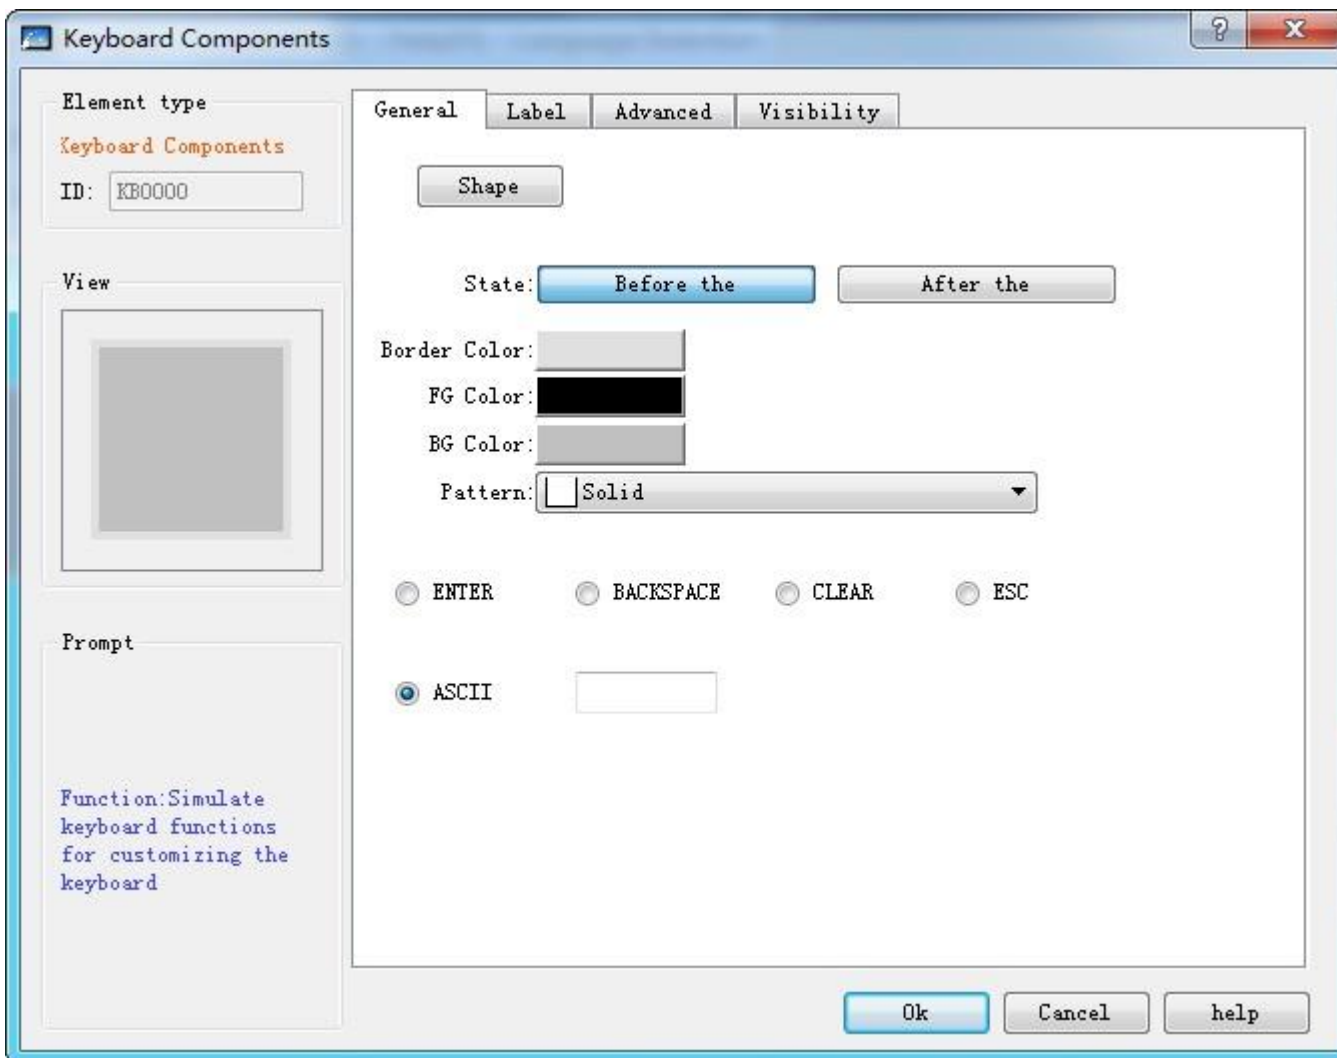 Keyboard Components
?
X
Element type
Keyboard Components
ID: KB0000
View
Prompt
Function:Simulate
keyboard functions
for customizing the
keyboard
General Label Advanced Visibility
Shape
State: Before the After the
Border Color:
FG Color:
BG Color:
Pattern: Solid
ENTER BACKSPACE CLEAR ESC
ASCII
Ok Cancel help